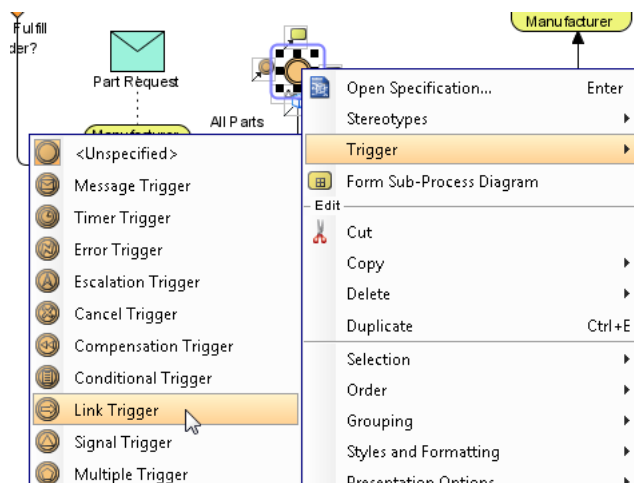 Fulfill
der?
Part Request
Manufacturer
All Parts
Manufacturer
Open Specification... Enter
Stereotypes
Trigger
Form Sub-Process Diagram
Edit
Cut
Copy
Delete
Duplicate Ctrl+E
Selection
Order
Grouping
Styles and Formatting
Presentation Options
<Unspecified>
Message Trigger
Timer Trigger
Error Trigger
Escalation Trigger
Cancel Trigger
Compensation Trigger
Conditional Trigger
Link Trigger
Signal Trigger
Multiple Trigger